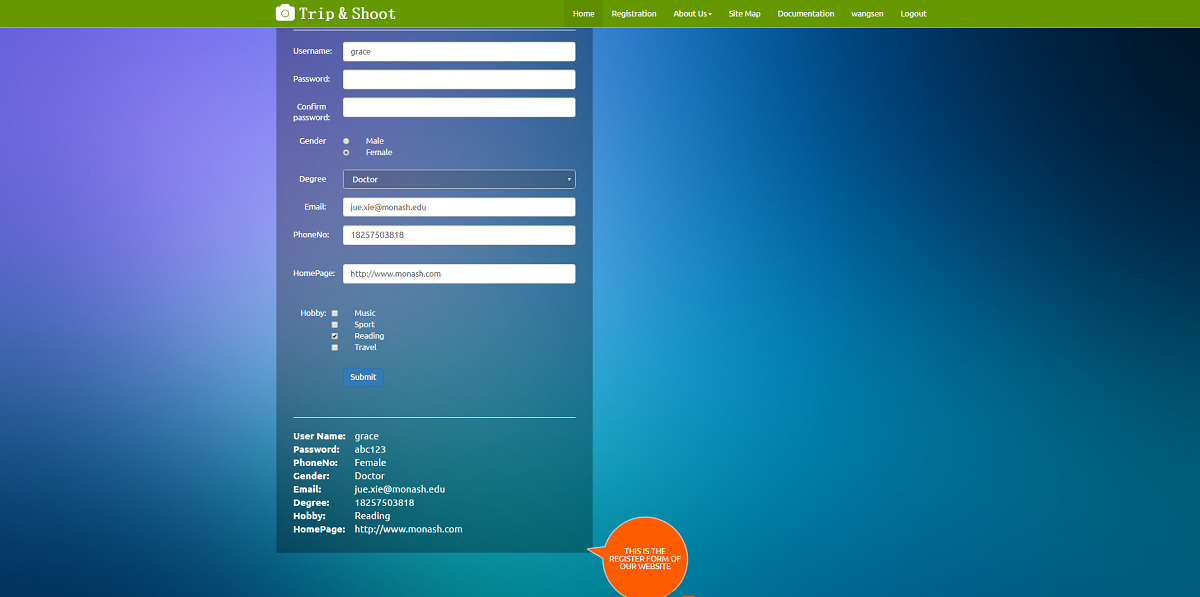 Trip & Shoot
Home Registration About Us Site Map Documentation wangsen Logout
Username: grace
Password:
Confirm
password:
Gender Male
Female
Degree Doctor
Email: jue.xie@monash.edu
PhoneNo: 18257503818
HomePage: http://www.monash.com
Hobby: Music
Sport
Reading
Travel
Submit
User Name: grace
Password: abc123
PhoneNo: Female
Gender: Doctor
Email: jue.xie@monash.edu
Degree: 18257503818
Hobby: Reading
HomePage: http://www.monash.com
THIS IS THE
REGISTER FORM OF
OUR WEBSITE